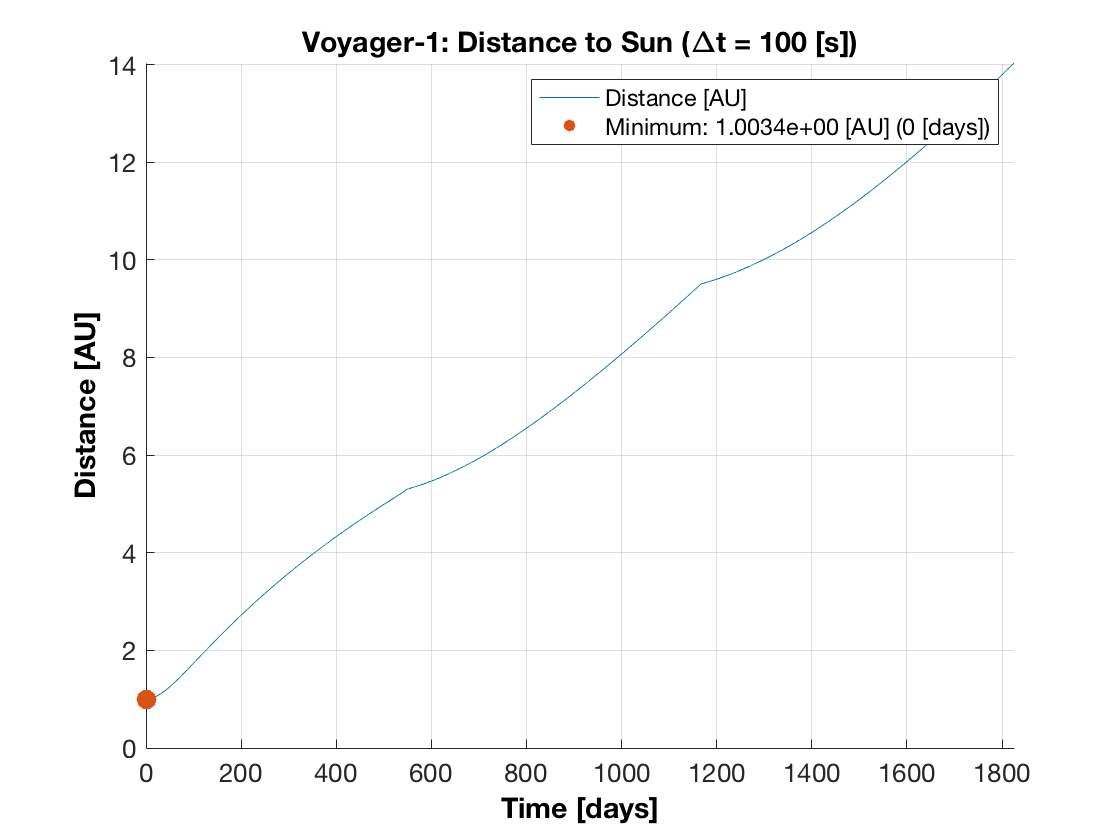 Voyager-1: Distance to Sun (Δt = 100 [s])
Distance [AU]
Minimum: 1.0034e+00 [AU] (0 [days])
14
12
10
8
6
4
2
0
Distance [AU]
0 200 400 600 800 1000 1200 1400 1600 1800
Time [days]